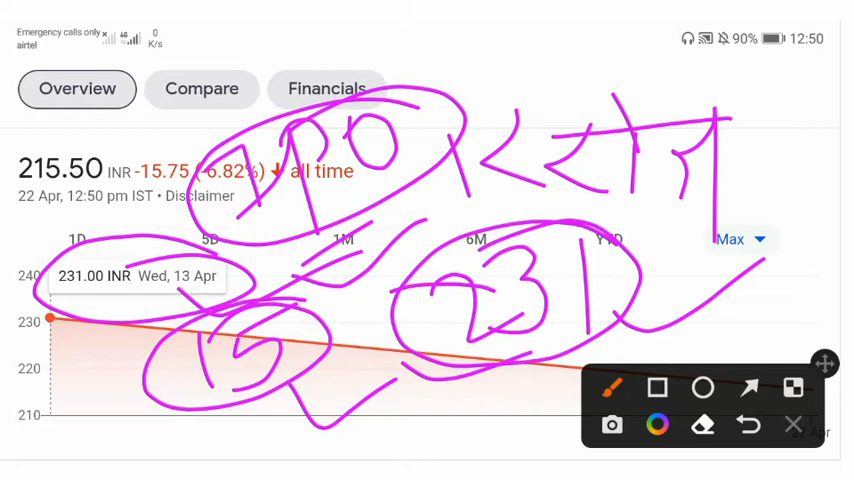 Emergency calls only
airtel
4G
0
K/s
90% 12:50
Overview Compare Financials
IPO
215.50 INR -15.75 (-6.82%) all time
22 Apr, 12:50 pm IST • Disclaimer
1D 5D 1M 6M YTD Max
240
231.00 INR Wed, 13 Apr
231
230
15
220
210
22 Apr